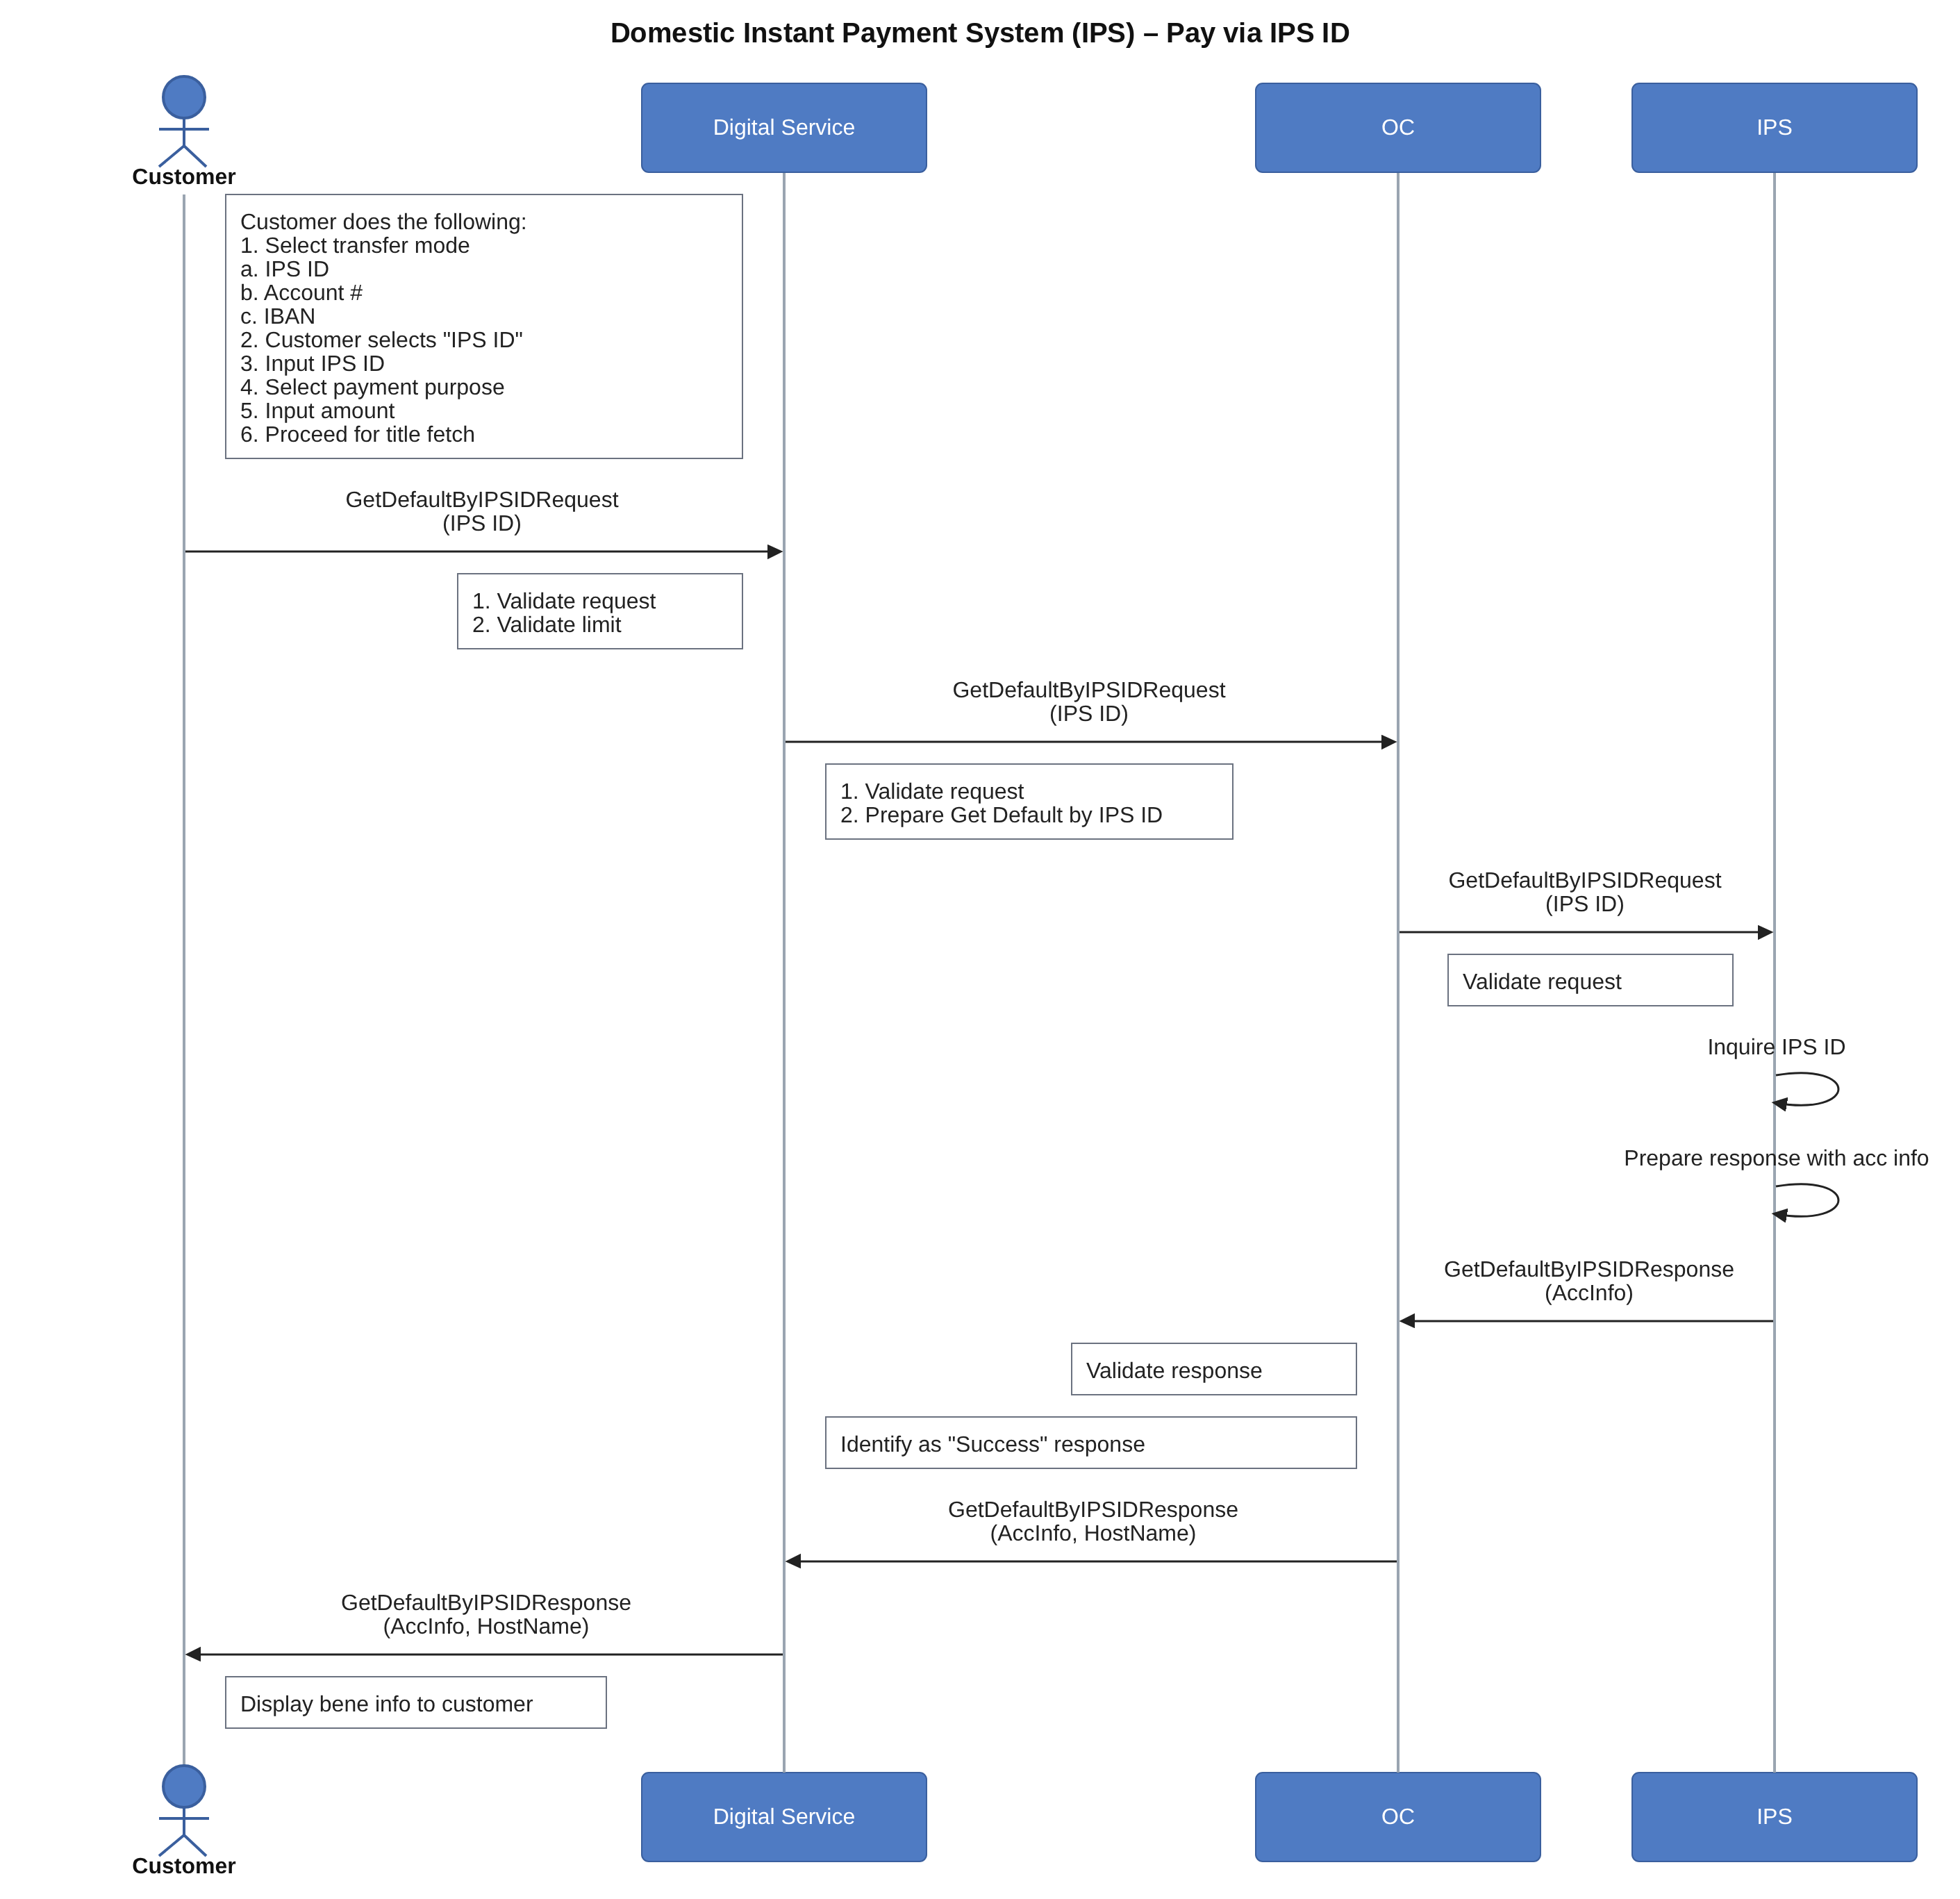 Domestic Instant Payment System (IPS) – Pay via IPS ID
Customer
Digital Service
OC
IPS
Customer does the following:
1. Select transfer mode
a. IPS ID
b. Account #
c. IBAN
2. Customer selects "IPS ID"
3. Input IPS ID
4. Select payment purpose
5. Input amount
6. Proceed for title fetch
GetDefaultByIPSIDRequest
(IPS ID)
1. Validate request
2. Validate limit
GetDefaultByIPSIDRequest
(IPS ID)
1. Validate request
2. Prepare Get Default by IPS ID
GetDefaultByIPSIDRequest
(IPS ID)
Validate request
Inquire IPS ID
Prepare response with acc info
GetDefaultByIPSIDResponse
(AccInfo)
Validate response
Identify as "Success" response
GetDefaultByIPSIDResponse
(AccInfo, HostName)
GetDefaultByIPSIDResponse
(AccInfo, HostName)
Display bene info to customer
Customer
Digital Service
OC
IPS